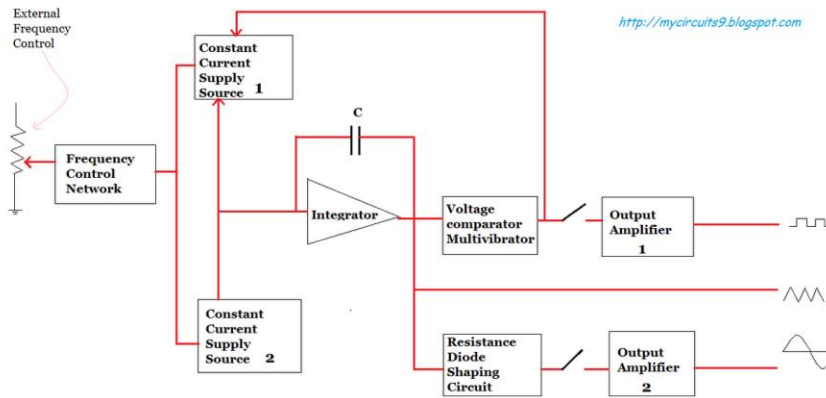 External
Frequency
Control
http://mycircuits9.blogspot.com
Constant
Current
Supply
Source 1
C
Frequency
Control
Network
Integrator
Voltage
comparator
Multivibrator
Output
Amplifier
1
Constant
Current
Supply
Source 2
Resistance
Diode
Shaping
Circuit
Output
Amplifier
2